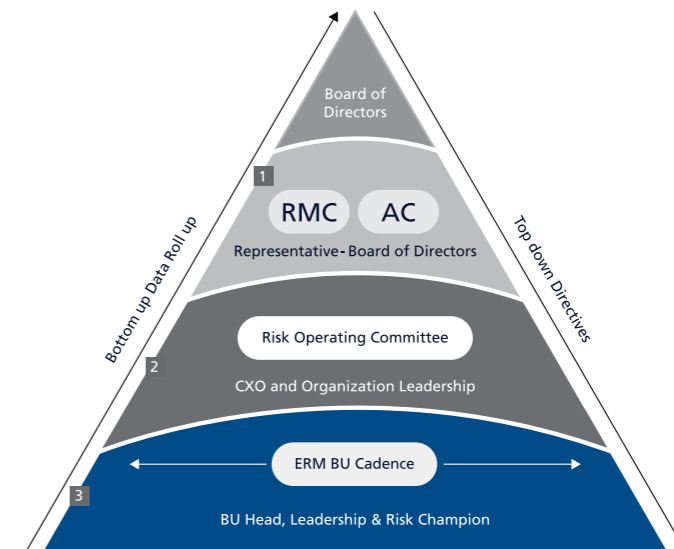 Board of
Directors
1
RMC AC
Representative-Board of Directors
Bottom up Data Roll up
Top down Directives
Risk Operating Committee
2
CXO and Organization Leadership
ERM BU Cadence
3
BU Head, Leadership & Risk Champion